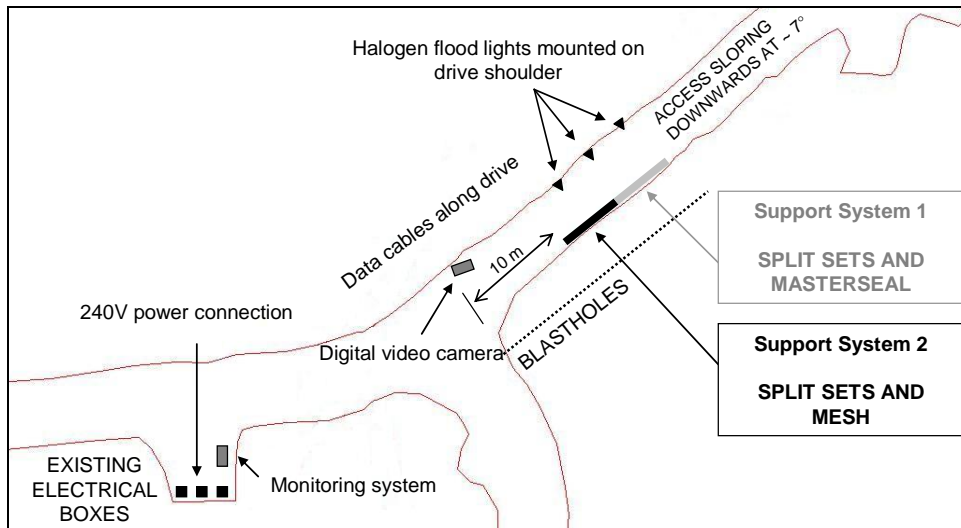 Halogen flood lights mounted on
drive shoulder
ACCESS SLOPING
DOWNWARDS AT ~ 7°
Data cables along drive
10 m
Support System 1
SPLIT SETS AND
MASTERSEAL
240V power connection
Digital video camera
BLASTHOLES
Support System 2
SPLIT SETS AND
MESH
EXISTING
ELECTRICAL
BOXES
Monitoring system